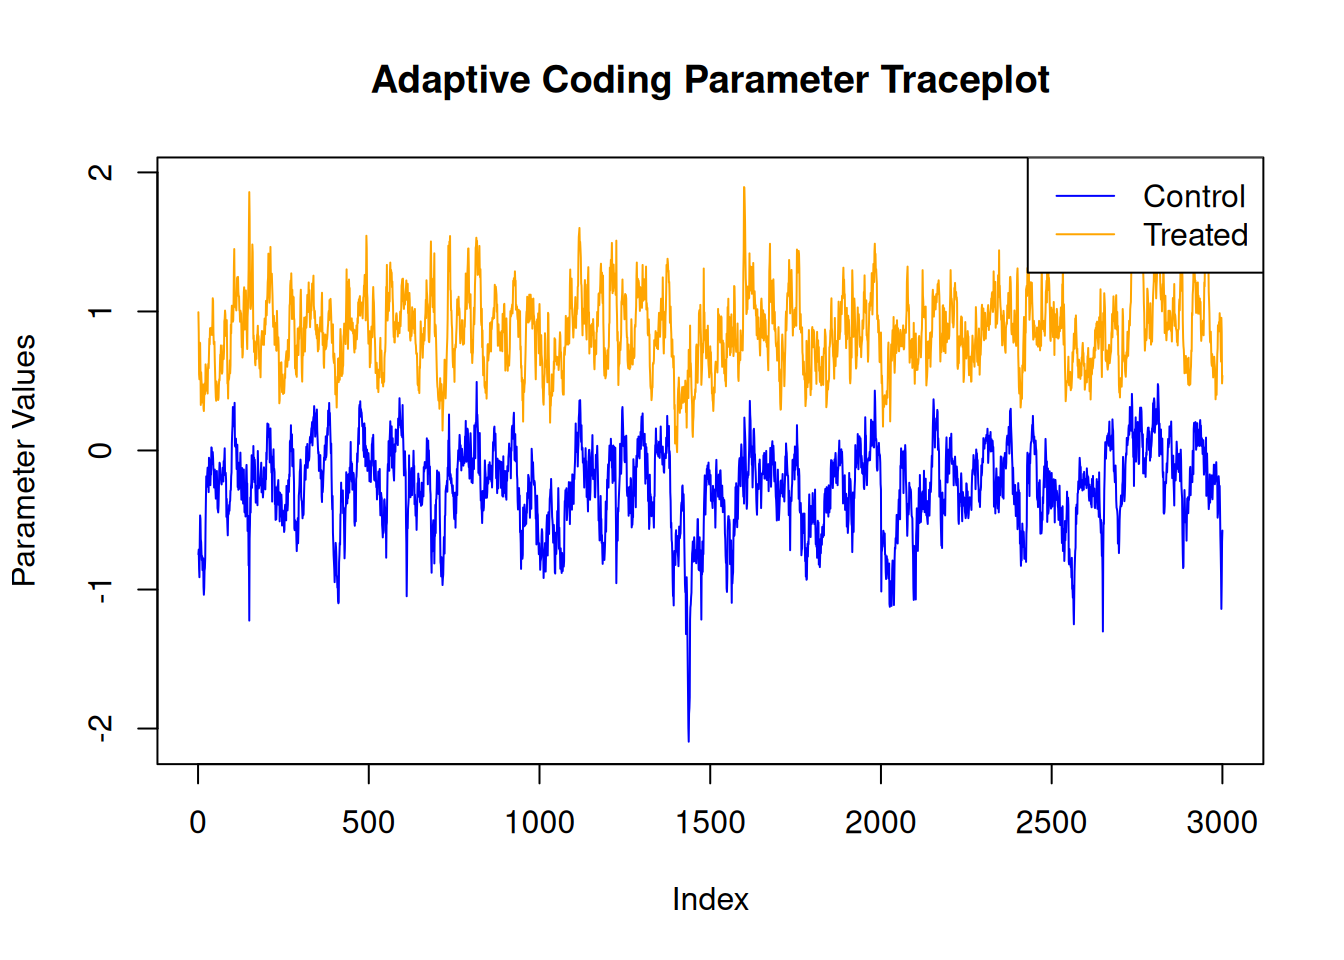 Adaptive Coding Parameter Traceplot
Control
Treated
Parameter Values
2
1
0
-1
-2
0 500 1000 1500 2000 2500 3000
Index